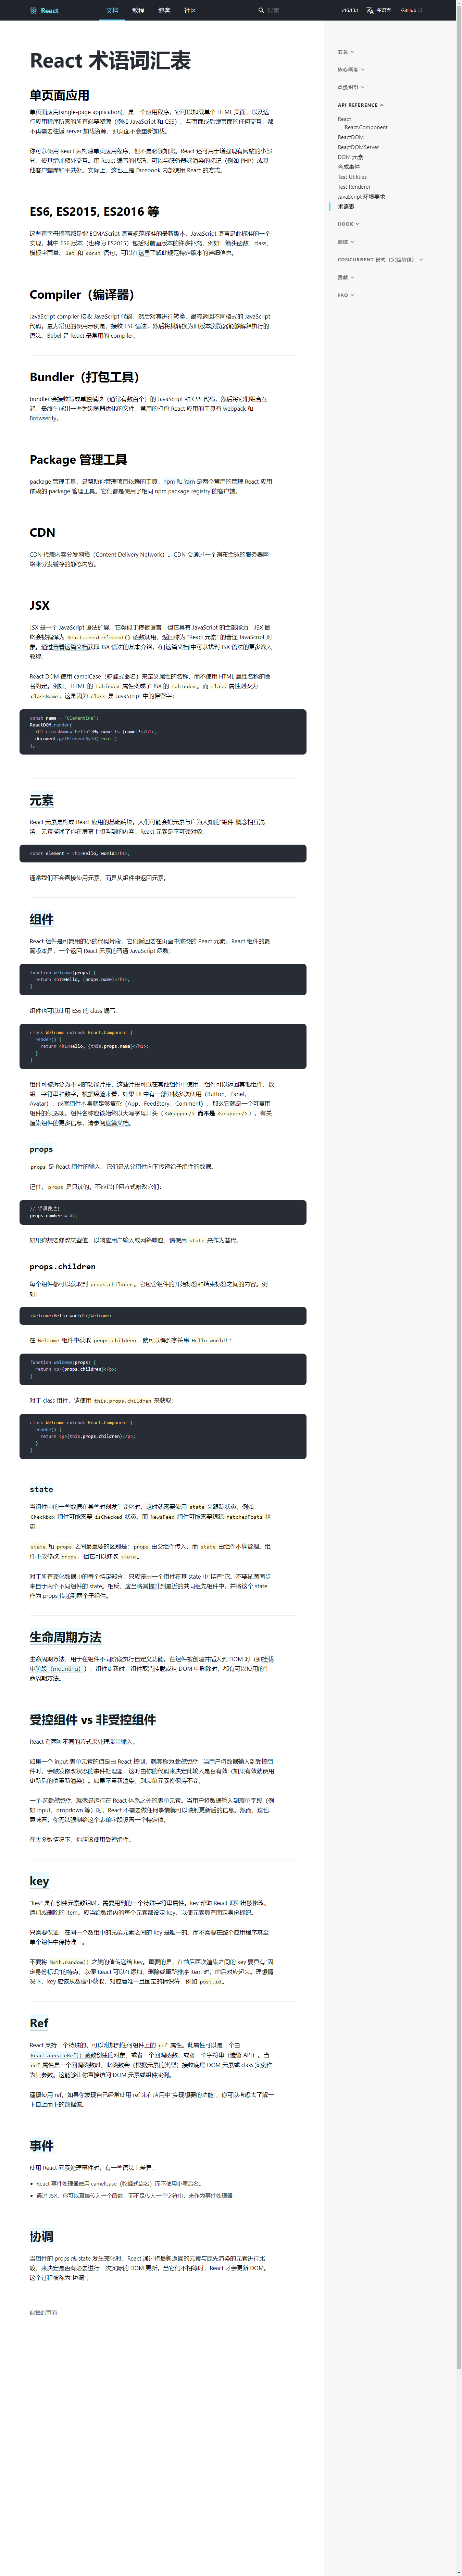 React
文档
教程
博客
社区
搜索
v16.13.1
多语言
GitHub
React 术语词汇表
单页面应用
单页面应用(single-page application)，是一个应用程序，它可以加载单个 HTML 页面，以及运
行应用程序所需的所有必要资源（例如 JavaScript 和 CSS）。与页面或后续页面的任何交互，都
不再需要往返 server 加载资源，即页面不会重新加载。
你可以使用 React 来构建单页应用程序，但不是必须如此。React 还可用于增强现有网站的小部
分，使其增加额外交互。用 React 编写的代码，可以与服务器端渲染的标记（例如 PHP）或其
他客户端库和平共处。实际上，这也正是 Facebook 内部使用 React 的方式。
ES6, ES2015, ES2016 等
这些首字母缩写都是指 ECMAScript 语言规范标准的最新版本，JavaScript 语言是此标准的一个
实现。其中 ES6 版本（也称为 ES2015）包括对前面版本的许多补充，例如：箭头函数、class、
模板字面量，let 和 const 语句。可以在这里了解此规范特定版本的详细信息。
Compiler（编译器）
JavaScript compiler 接收 JavaScript 代码，然后对其进行转换，最终返回不同格式的 JavaScript
代码。最为常见的使用示例是，接收 ES6 语法，然后将其转换为旧版本浏览器能够解释执行的
语法。Babel 是 React 最常用的 compiler。
Bundler（打包工具）
bundler 会接收写成单独模块（通常有数百个）的 JavaScript 和 CSS 代码，然后将它们组合在一
起，最终生成出一些为浏览器优化的文件。常用的打包 React 应用的工具有 webpack 和
Browserify。
Package 管理工具
package 管理工具，是帮助你管理项目依赖的工具。npm 和 Yarn 是两个常用的管理 React 应用
依赖的 package 管理工具。它们都是使用了相同 npm package registry 的客户端。
CDN
CDN 代表内容分发网络（Content Delivery Network）。CDN 会通过一个遍布全球的服务器网
络来分发缓存的静态内容。
JSX
JSX 是一个 JavaScript 语法扩展。它类似于模板语言，但它具有 JavaScript 的全部能力。JSX 最
终会被编译为 React.createElement() 函数调用，返回称为 "React 元素" 的普通 JavaScript 对
象。通过查看这篇文档获取 JSX 语法的基本介绍，在[这篇文档]中可以找到 JSX 语法的更多深入
教程。
React DOM 使用 camelCase（驼峰式命名）来定义属性的名称，而不使用 HTML 属性名称的命
名约定。例如，HTML 的 tabindex 属性变成了 JSX 的 tabIndex。而 class 属性则变为
className，这是因为 class 是 JavaScript 中的保留字：
const name = 'Clementine';
ReactDOM.render(
<h1 className="hello">My name is {name}!</h1>,
document.getElementById('root')
);
元素
React 元素是构成 React 应用的基础砖块。人们可能会把元素与广为人知的"组件"概念相互混
淆。元素描述了你在屏幕上想看到的内容。React 元素是不可变对象。
const element = <h1>Hello, world</h1>;
通常我们不会直接使用元素，而是从组件中返回元素。
组件
React 组件是可复用的小的代码片段，它们返回要在页面中渲染的 React 元素。React 组件的最
简版本是，一个返回 React 元素的普通 JavaScript 函数：
function Welcome(props) {
return <h1>Hello, {props.name}</h1>;
}
组件也可以使用 ES6 的 class 编写：
class Welcome extends React.Component {
render() {
return <h1>Hello, {this.props.name}</h1>;
}
}
组件可被拆分为不同的功能片段，这些片段可以在其他组件中使用。组件可以返回其他组件、数
组、字符串和数字。根据经验来看，如果 UI 中有一部分被多次使用（Button，Panel，
Avatar），或者组件本身就足够复杂（App，FeedStory，Comment），那么它就是一个可复用
组件的候选项。组件名称应该始终以大写字母开头（<Wrapper/> 而不是 <wrapper/>）。有关
渲染组件的更多信息，请参阅这篇文档。
props
props 是 React 组件的输入。它们是从父组件向下传递给子组件的数据。
记住，props 是只读的。不应以任何方式修改它们：
// 错误做法！
props.number = 42;
如果你想要修改某些值，以响应用户输入或网络响应，请使用 state 来作为替代。
props.children
每个组件都可以获取到 props.children。它包含组件的开始标签和结束标签之间的内容。例
如：
<Welcome>Hello world!</Welcome>
在 Welcome 组件中获取 props.children，就可以得到字符串 Hello world!：
function Welcome(props) {
return <p>{props.children}</p>;
}
对于 class 组件，请使用 this.props.children 来获取：
class Welcome extends React.Component {
render() {
return <p>{this.props.children}</p>;
}
}
state
当组件中的一些数据在某些时刻发生变化时，这时就需要使用 state 来跟踪状态。例如，
Checkbox 组件可能需要 isChecked 状态，而 NewsFeed 组件可能需要跟踪 fetchedPosts 状
态。
state 和 props 之间最重要的区别是：props 由父组件传入，而 state 由组件本身管理。组
件不能修改 props，但它可以修改 state。
对于所有变化数据中的每个特定部分，只应该由一个组件在其 state 中"持有"它。不要试图同步
来自于两个不同组件的 state。相反，应当将其提升到最近的共同祖先组件中，并将这个 state
作为 props 传递到两个子组件。
生命周期方法
生命周期方法，用于在组件不同阶段执行自定义功能。在组件被创建并插入到 DOM 时（即挂载
中阶段（mounting）），组件更新时，组件取消挂载或从 DOM 中删除时，都有可以使用的生
命周期方法。
受控组件 vs 非受控组件
React 有两种不同的方式来处理表单输入。
如果一个 input 表单元素的值是由 React 控制，就其称为受控组件。当用户将数据输入到受控组
件时，会触发修改状态的事件处理器，这时由你的代码来决定此输入是否有效（如果有效就使用
更新后的值重新渲染）。如果不重新渲染，则表单元素将保持不变。
一个非受控组件，就像是运行在 React 体系之外的表单元素。当用户将数据输入到表单字段（例
如 input，dropdown 等）时，React 不需要做任何事情就可以映射更新后的信息。然而，这也
意味着，你无法强制给这个表单字段设置一个特定值。
在大多数情况下，你应该使用受控组件。
key
"key" 是在创建元素数组时，需要用到的一个特殊字符串属性。key 帮助 React 识别出被修改、
添加或删除的 item。应当给数组内的每个元素都设定 key，以使元素具有固定身份标识。
只需要保证，在同一个数组中的兄弟元素之间的 key 是唯一的。而不需要在整个应用程序甚至
单个组件中保持唯一。
不要将 Math.random() 之类的值传递给 key。重要的是，在前后两次渲染之间的 key 要具有"固
定身份标识"的特点，以便 React 可以在添加、删除或重新排序 item 时，前后对应起来。理想情
况下，key 应该从数据中获取，对应着唯一且固定的标识符，例如 post.id。
Ref
React 支持一个特殊的、可以附加到任何组件上的 ref 属性。此属性可以是一个由
React.createRef() 函数创建的对象、或者一个回调函数、或者一个字符串（遗留 API）。当
ref 属性是一个回调函数时，此函数会（根据元素的类型）接收底层 DOM 元素或 class 实例作
为其参数。这能够让你直接访问 DOM 元素或组件实例。
谨慎使用 ref。如果你发现自己经常使用 ref 来在应用中"实现想要的功能"，你可以考虑去了解一
下自上而下的数据流。
事件
使用 React 元素处理事件时，有一些语法上差异：
• React 事件处理器使用 camelCase（驼峰式命名）而不使用小写命名。
• 通过 JSX，你可以直接传入一个函数，而不是传入一个字符串，来作为事件处理器。
协调
当组件的 props 或 state 发生变化时，React 通过将最新返回的元素与原先渲染的元素进行比
较，来决定是否有必要进行一次实际的 DOM 更新。当它们不相等时，React 才会更新 DOM。
这个过程被称为"协调"。
编辑此页面
安装
核心概念
高级指引
API REFERENCE
React
React.Component
ReactDOM
ReactDOMServer
DOM 元素
合成事件
Test Utilities
Test Renderer
JavaScript 环境要求
术语表
HOOK
测试
CONCURRENT 模式（实验阶段）
贡献
FAQ